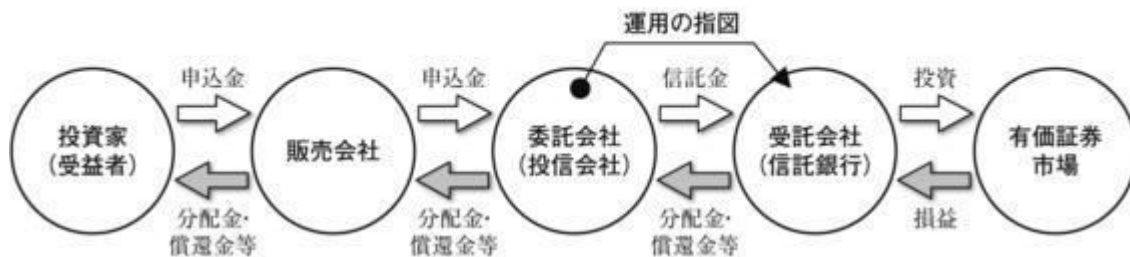 運用の指図
申込金
申込金
信託金
投資
投資家
(受益者)
販売会社
委託会社
(投信会社)
受託会社
(信託銀行)
有価証券
市場
分配金・
償還金等
分配金・
償還金等
分配金・
償還金等
損益